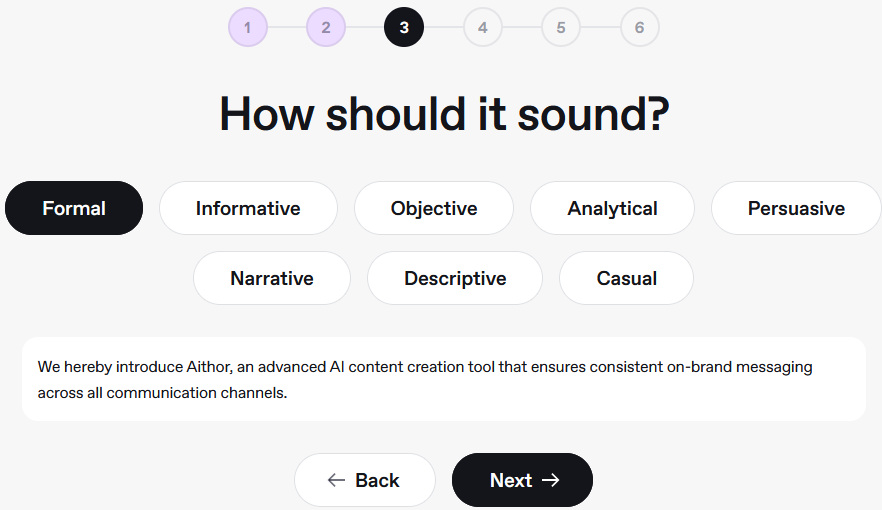 1 2 3 4 5 6
How should it sound?
Formal Informative Objective Analytical Persuasive
Narrative Descriptive Casual
We hereby introduce Aithor, an advanced AI content creation tool that ensures consistent on-brand messaging
across all communication channels.
← Back Next →